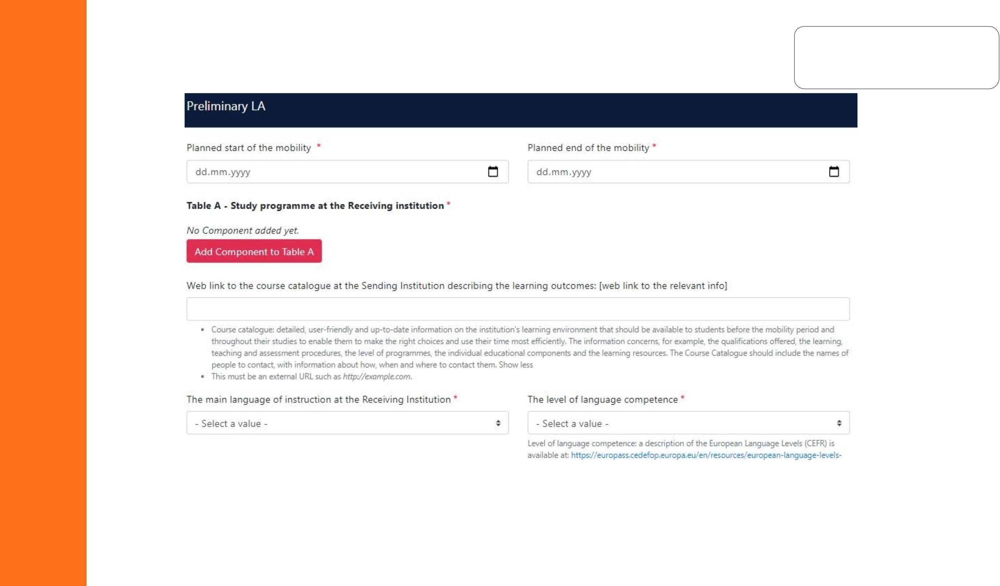 Preliminary LA
Planned start of the mobility *
Planned end of the mobility *
dd.mm.yyyy
dd.mm.yyyy
Table A - Study programme at the Receiving institution *
No Component added yet.
Add Component to Table A
Web link to the course catalogue at the Sending Institution describing the learning outcomes: [web link to the relevant info]
• Course catalogue: detailed, user-friendly and up-to-date information on the institution's learning environment that should be available to students before the mobility period and
throughout their studies to enable them to make the right choices and use their time most efficiently. The information concerns, for example, the qualifications offered, the learning,
teaching and assessment procedures, the level of programmes, the individual educational components and the learning resources. The Course Catalogue should include the names of
people to contact, with information about how, when and where to contact them. Show less
• This must be an external URL such as http://example.com.
The main language of instruction at the Receiving Institution *
The level of language competence *
- Select a value -
- Select a value -
Level of language competence: a description of the European Language Levels (CEFR) is
available at: https://europass.cedefop.europa.eu/en/resources/european-language-levels-